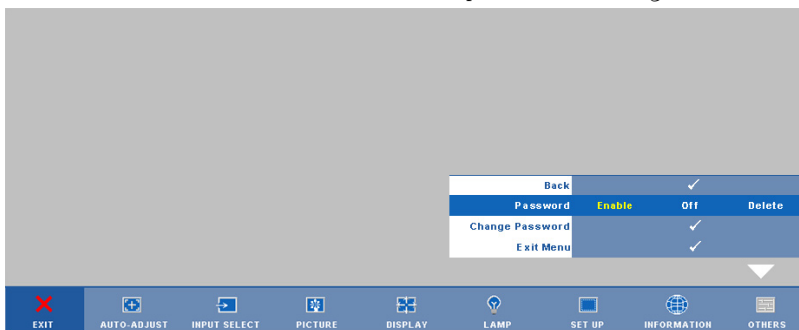 Back
Password Enable Off Delete
Change Password
Exit Menu
EXIT AUTO-ADJUST INPUT SELECT PICTURE DISPLAY LAMP SET UP INFORMATION OTHERS